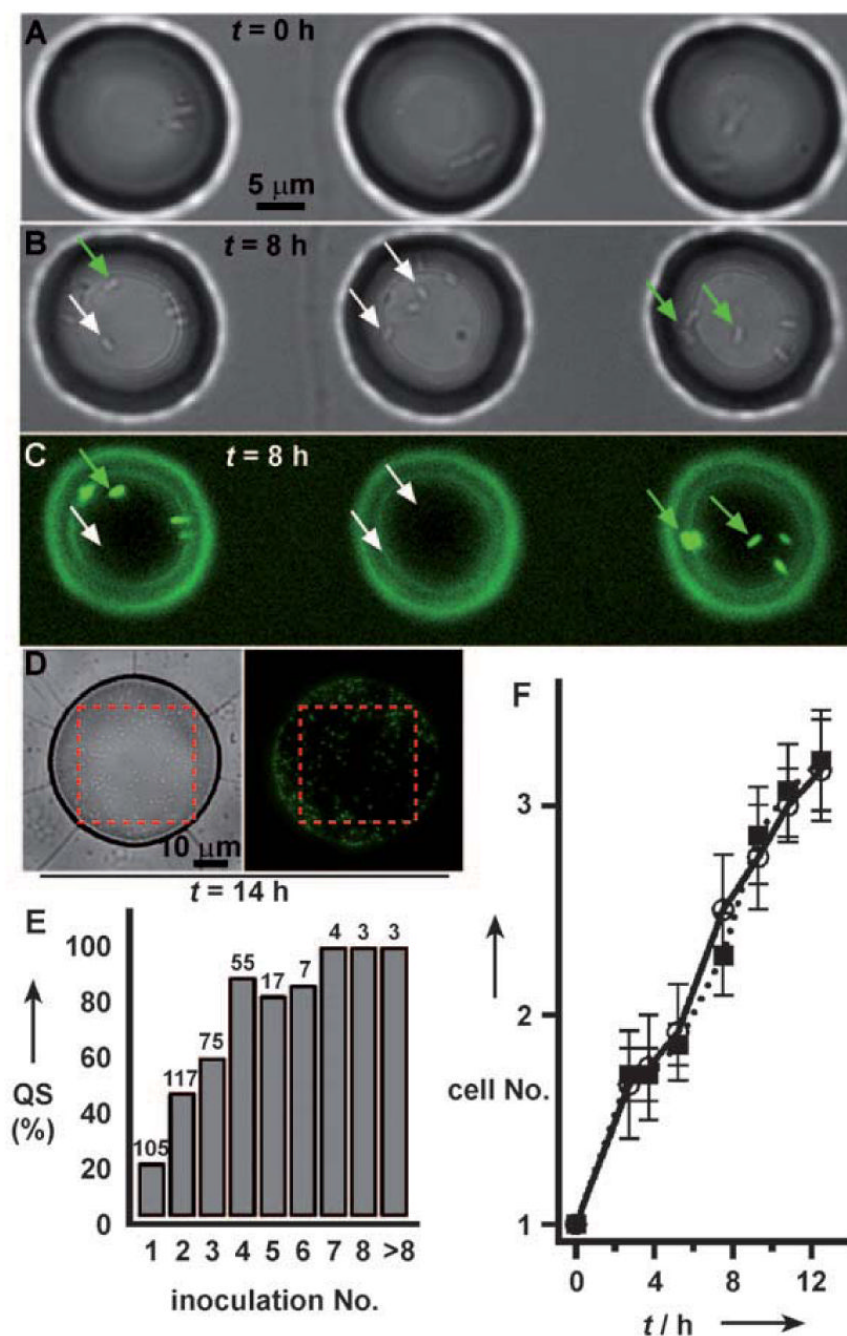 A
t = 0 h
5 μm
B
t = 8 h
C
t = 8 h
D
10 μm
t = 14 h
E
100
80
60
40
20
0
QS
(%)
105
117
75
55
17
7
4
3
3
1 2 3 4 5 6 7 8 >8
inoculation No.
F
3
2
1
cell No.
0 4 8 12
t / h